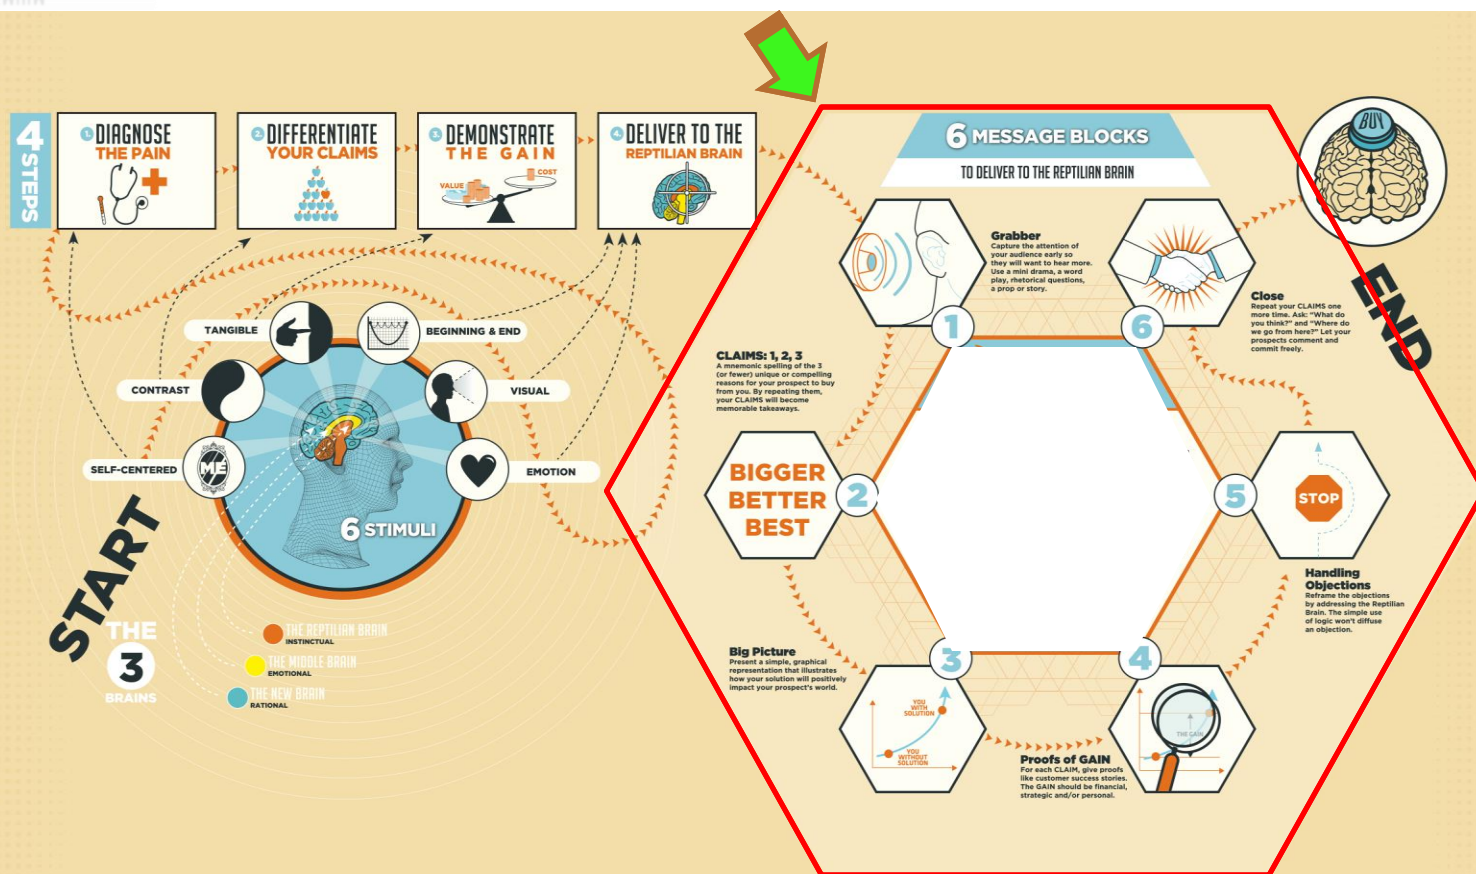 4
STEPS
1. DIAGNOSE
THE PAIN
2. DIFFERENTIATE
YOUR CLAIMS
3. DEMONSTRATE
THE GAIN
VALUE
COST
4. DELIVER TO THE
REPTILIAN BRAIN
TANGIBLE
BEGINNING & END
CONTRAST
VISUAL
SELF-CENTERED
ME
EMOTION
6 STIMULI
START
THE
3
BRAINS
THE REPTILIAN BRAIN
INSTINCTUAL
THE MIDDLE BRAIN
EMOTIONAL
THE NEW BRAIN
RATIONAL
6 MESSAGE BLOCKS
TO DELIVER TO THE REPTILIAN BRAIN
Grabber
Capture the attention of
your audience early so
they will want to hear more.
Use a mini drama, a word
play, rhetorical questions,
a prop or story.
1
CLAIMS: 1, 2, 3
A mnemonic spelling of the 3
(or fewer) unique or compelling
reasons for your prospect to buy
from you. By repeating them,
your CLAIMS will become
memorable takeaways.
BIGGER
BETTER
BEST
2
Big Picture
Present a simple, graphical
representation that illustrates
how your solution will positively
impact your prospect's world.
3
YOU
WITH
SOLUTION
YOU
WITHOUT
SOLUTION
Proofs of GAIN
For each CLAIM, give proofs
like customer success stories.
The GAIN should be financial,
strategic and/or personal.
4
THE GAIN
Handling
Objections
Reframe the objections
by addressing the Reptilian
Brain. The simple use
of logic won't diffuse
an objection.
5
STOP
Close
Repeat your CLAIMS one
more time. Ask: "What do
you think?" and "Where do
we go from here?" Let your
prospects comment and
commit freely.
6
BUY
END